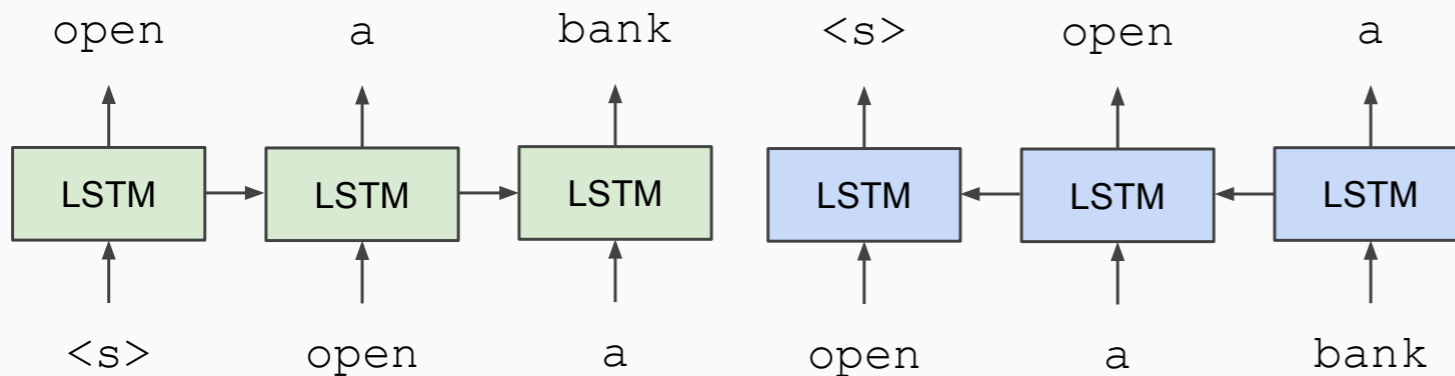 open a bank <s> open a
LSTM LSTM LSTM LSTM LSTM LSTM
<s> open a open a bank